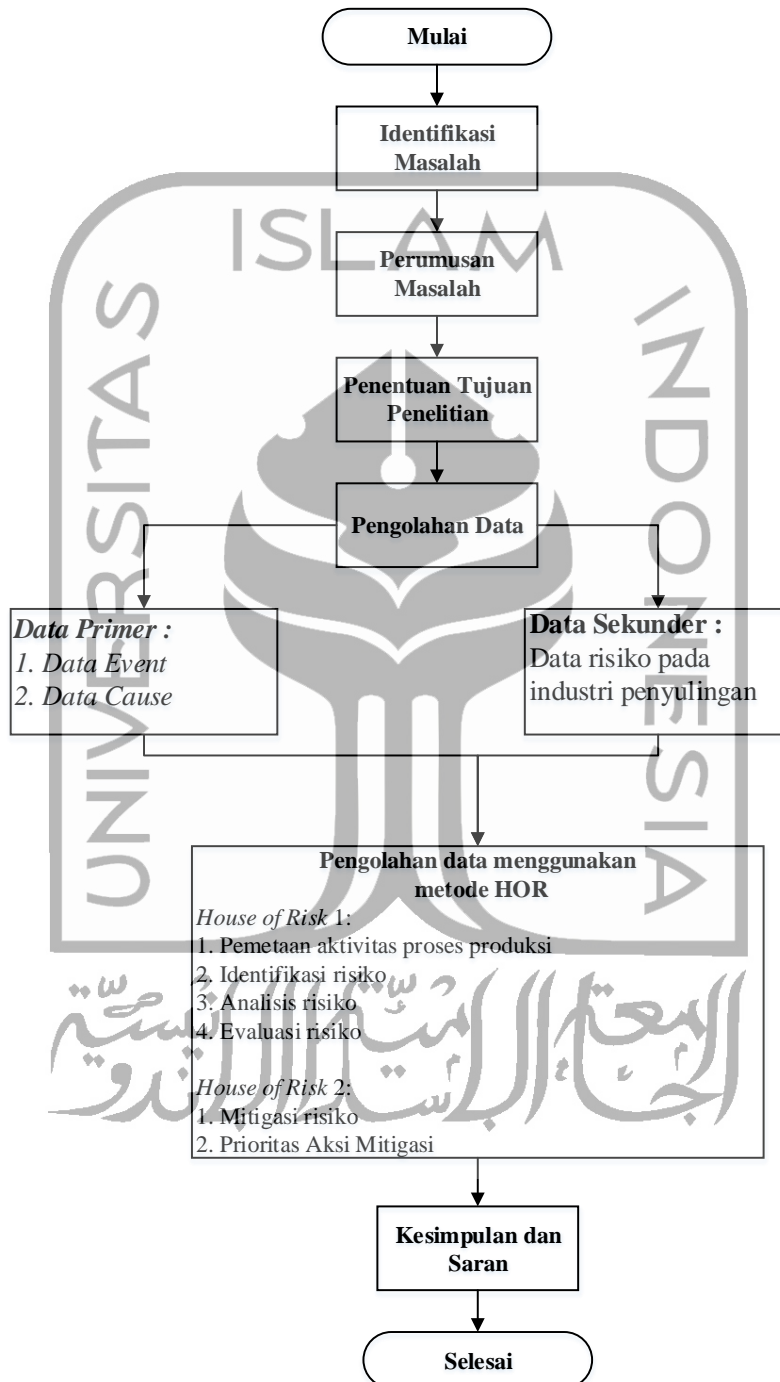 Mulai
Identifikasi
Masalah
ISLAM
Perumusan
Masalah
UNIVERSITAS
INDONESIA
Penentuan Tujuan
Penelitian
Pengolahan Data
Data Primer :
1. Data Event
2. Data Cause
Data Sekunder :
Data risiko pada
industri penyulingan
Pengolahan data menggunakan
metode HOR
House of Risk 1:
1. Pemetaan aktivitas proses produksi
2. Identifikasi risiko
3. Analisis risiko
4. Evaluasi risiko
House of Risk 2:
1. Mitigasi risiko
2. Prioritas Aksi Mitigasi
Kesimpulan dan
Saran
Selesai